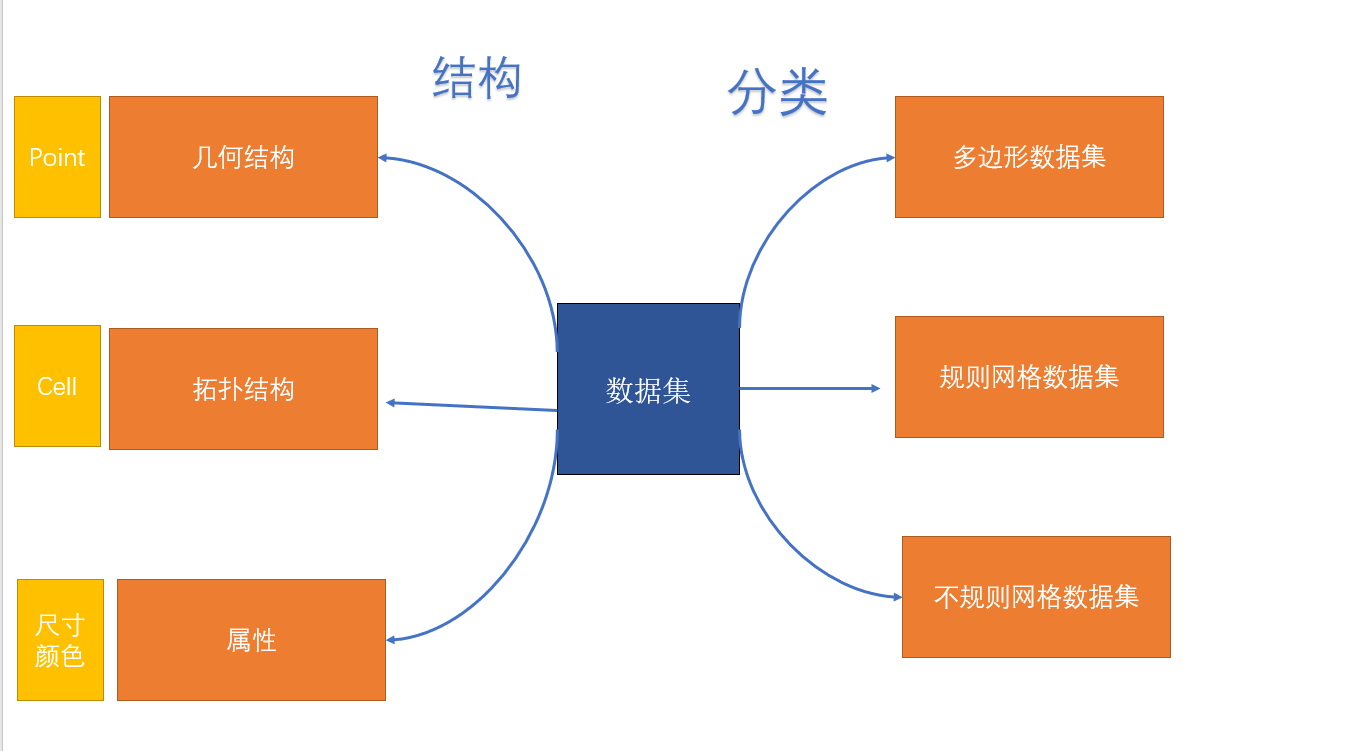 结构
分类
Point
几何结构
多边形数据集
Cell
拓扑结构
数据集
规则网格数据集
尺寸
颜色
属性
不规则网格数据集